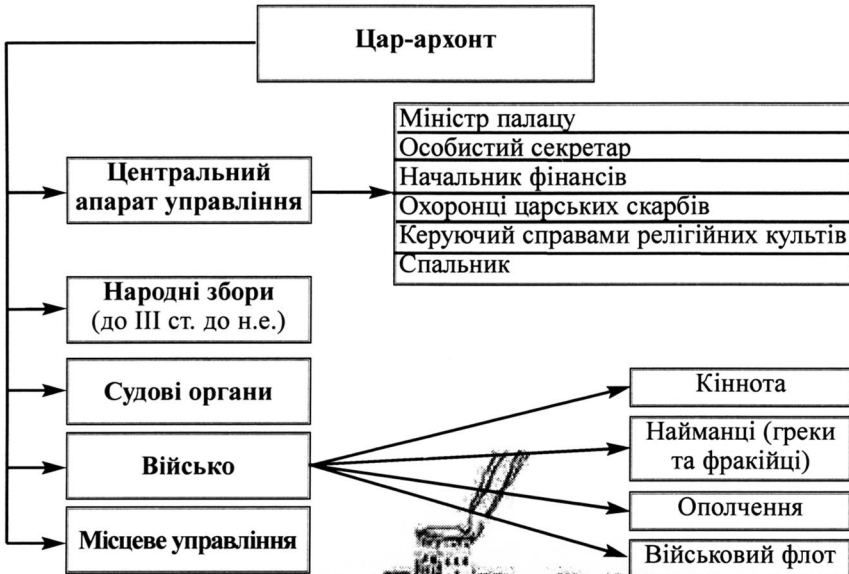 Цар-архонт
Центральний
апарат управління
Міністр палацу
Особистий секретар
Начальник фінансів
Охоронці царських скарбів
Керуючий справами релігійних культів
Спальник
Народні збори
(до III ст. до н.е.)
Судові органи
Військо
Місцеве управління
Кіннота
Найманці (греки
та фракійці)
Ополчення
Військовий флот